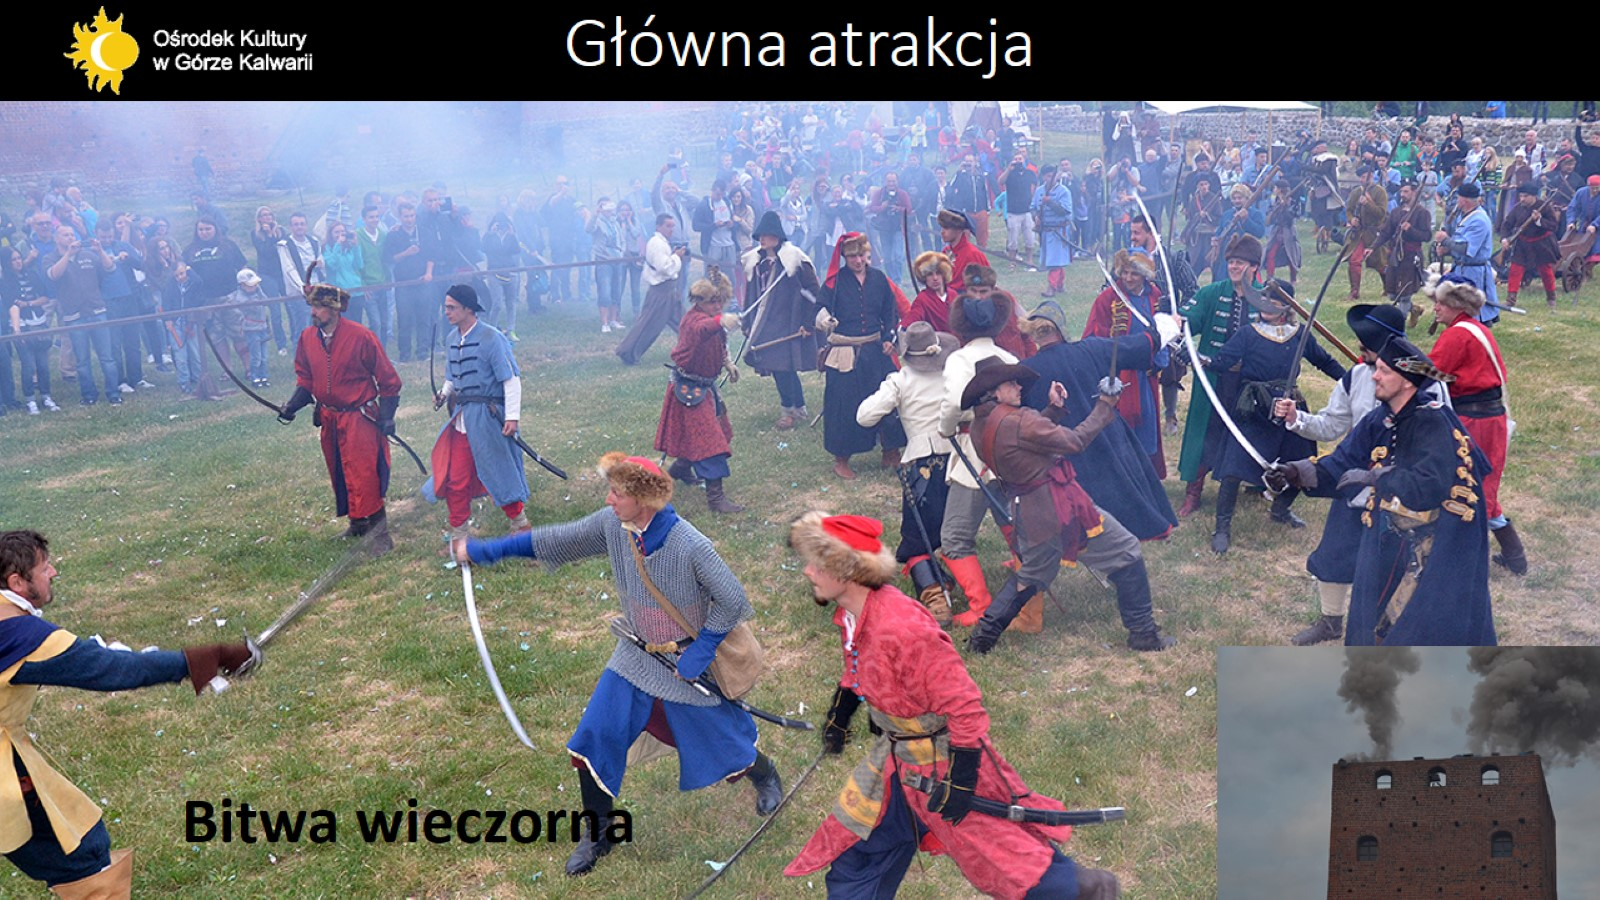 Ośrodek Kultury
w Górze Kalwarii
Główna atrakcja
Bitwa wieczorna